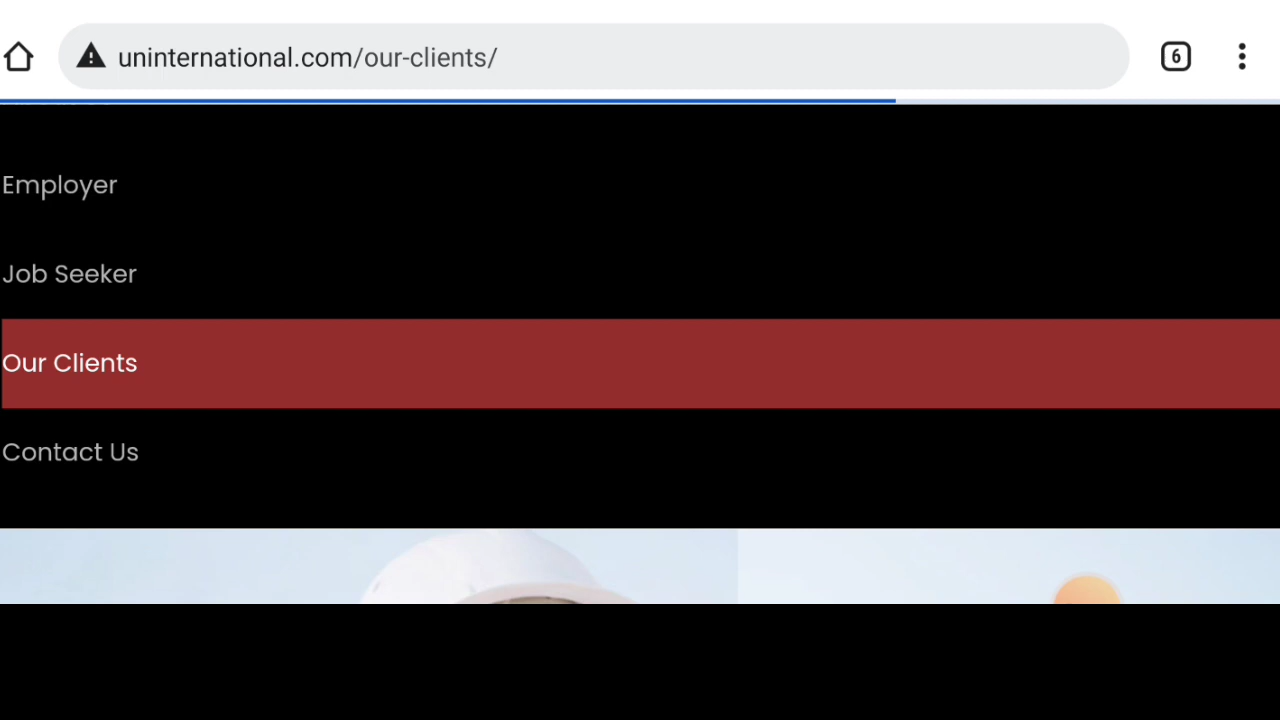 uninternational.com/our-clients/
6
Employer
Job Seeker
Our Clients
Contact Us